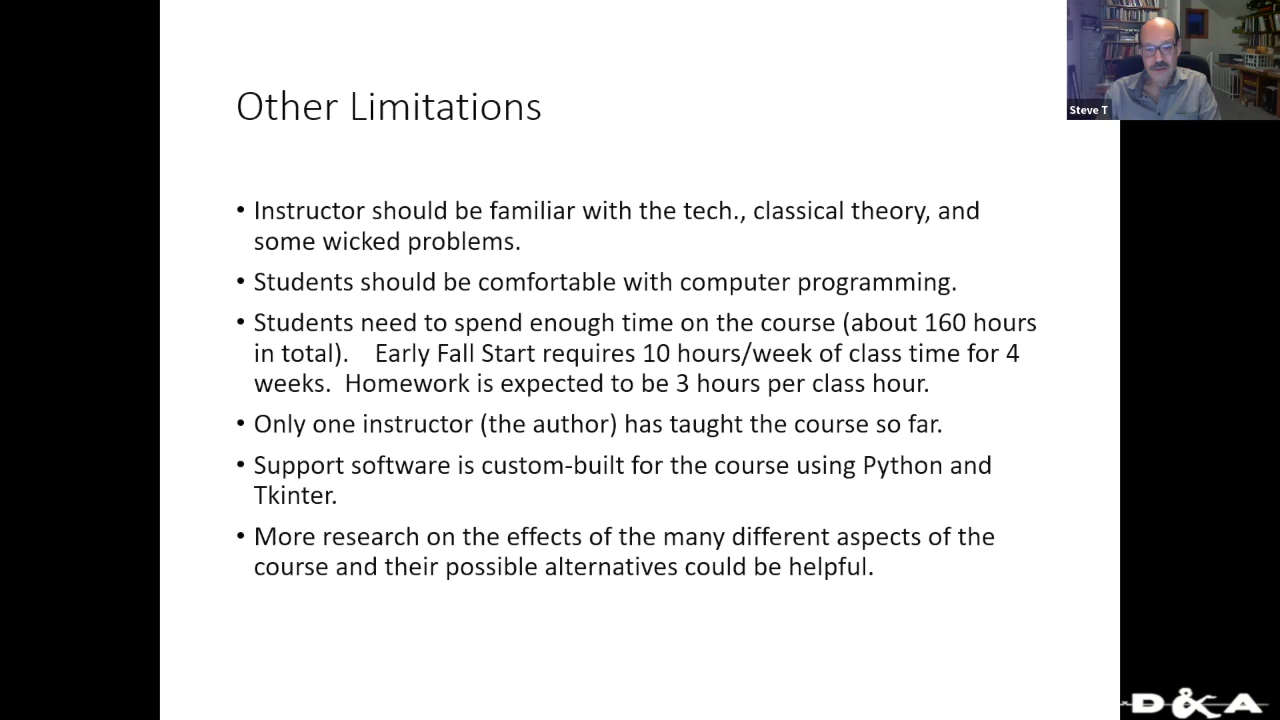 Other Limitations
Steve T
• Instructor should be familiar with the tech., classical theory, and
some wicked problems.
• Students should be comfortable with computer programming.
• Students need to spend enough time on the course (about 160 hours
in total).    Early Fall Start requires 10 hours/week of class time for 4
weeks.  Homework is expected to be 3 hours per class hour.
• Only one instructor (the author) has taught the course so far.
• Support software is custom-built for the course using Python and
Tkinter.
• More research on the effects of the many different aspects of the
course and their possible alternatives could be helpful.
D&A